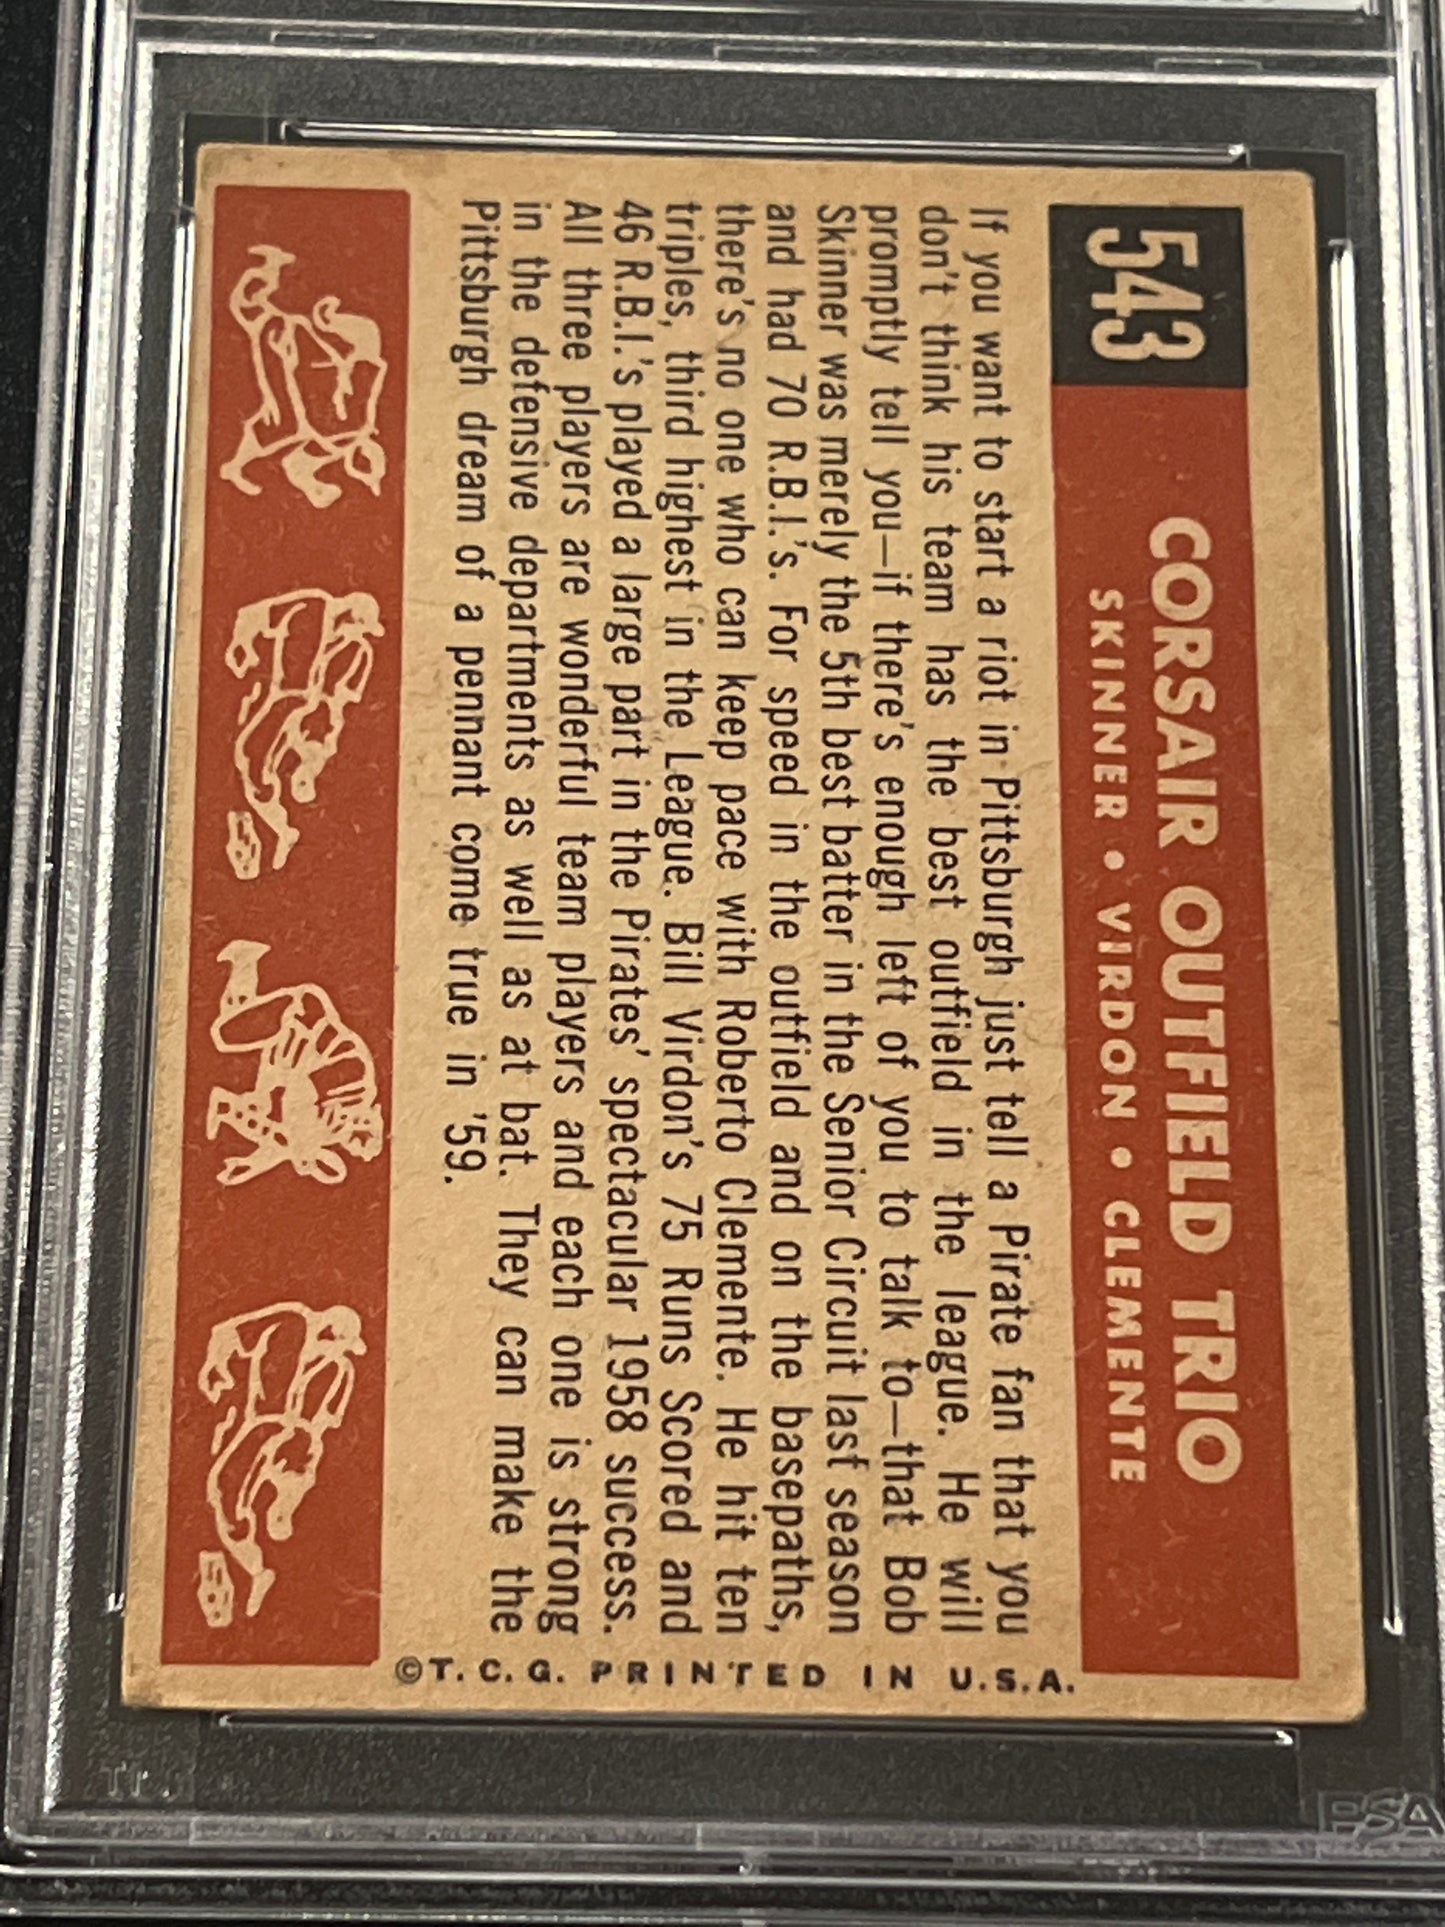 543
CORSAIR OUTFIELD TRIO
SKINNER • VIRDON • CLEMENTE
If you want to start a riot in Pittsburgh just tell a Pirate fan that you
don't think his team has the best outfield in the league. He will
promptly tell you—if there's enough left of you to talk to—that Bob
Skinner was merely the 5th best batter in the Senior Circuit last season
and had 70 R.B.I.'s. For speed in the outfield and on the basepaths,
there's no one who can keep pace with Roberto Clemente. He hit ten
triples, third highest in the League. Bill Virdon's 75 Runs Scored and
46 R.B.I.'s played a large part in the Pirates' spectacular 1958 success.
All three players are wonderful team players and each one is strong
in the defensive departments as well as at bat. They can make the
Pittsburgh dream of a pennant come true in '59.
©T. C. G. PRINTED IN U.S.A.
PSA